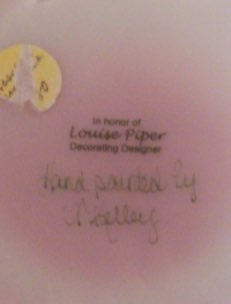 In honor of
Louise Piper
Decorating Designer
Hand painted by